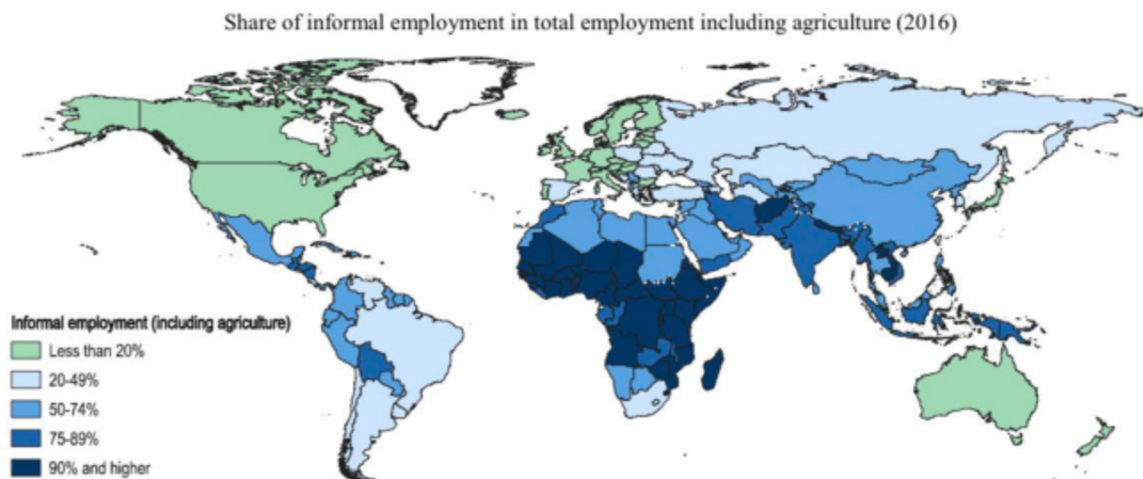 Share of informal employment in total employment including agriculture (2016)
Informal employment (including agriculture)
Less than 20%
20-49%
50-74%
75-89%
90% and higher